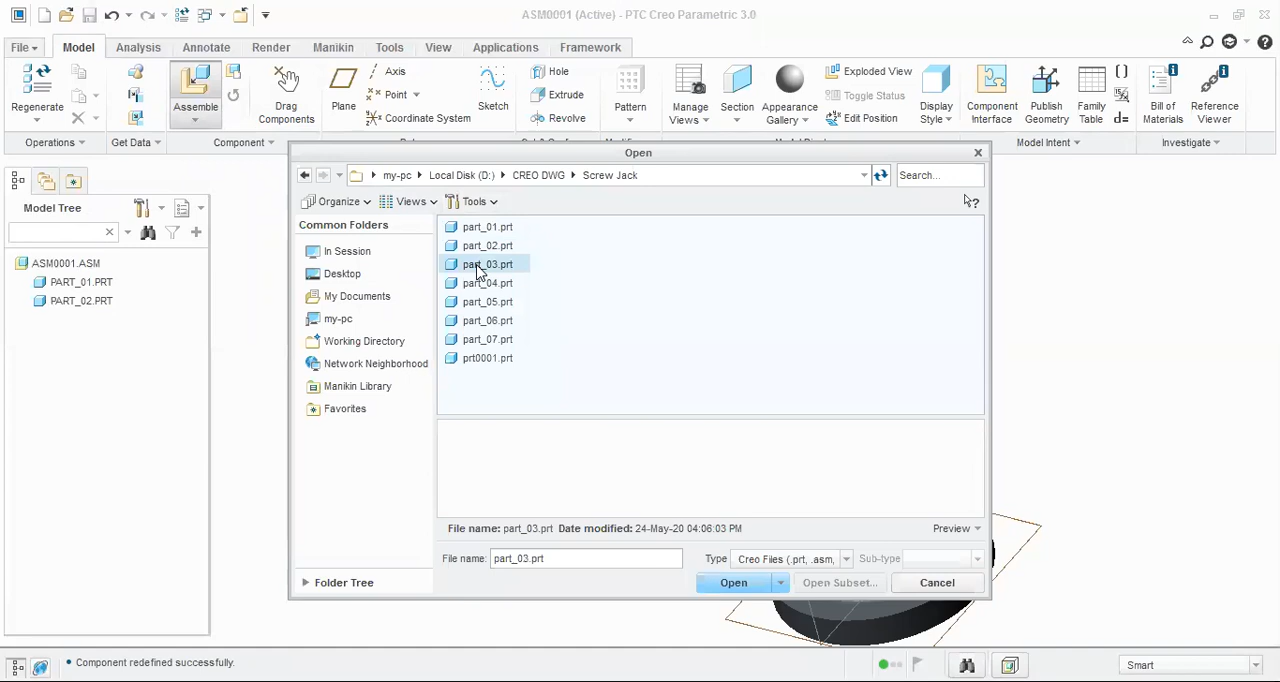 ASM0001 (Active) - PTC Creo Parametric 3.0
File Model Analysis Annotate Render Manikin Tools View Applications Framework
Regenerate
Assemble
Drag Components
Plane
Axis
Point
Coordinate System
Sketch
Hole
Extrude
Revolve
Pattern
Manage Views
Section
Appearance Gallery
Exploded View
Toggle Status
Edit Position
Display Style
Component Interface
Publish Geometry
Family Table
d=
Bill of Materials
Reference Viewer
Operations Get Data Component Model Intent Investigate
Open
my-pc Local Disk (D:) CREO DWG Screw Jack Search...
Organize Views Tools
Model Tree
ASM0001.ASM
PART_01.PRT
PART_02.PRT
Common Folders
In Session
Desktop
My Documents
my-pc
Working Directory
Network Neighborhood
Manikin Library
Favorites
Folder Tree
part_01.prt
part_02.prt
part_03.prt
part_04.prt
part_05.prt
part_06.prt
part_07.prt
prt0001.prt
File name: part_03.prt Date modified: 24-May-20 04:06:03 PM Preview
File name: part_03.prt Type Creo Files (.prt, .asm, Sub-type
Open Open Subset... Cancel
Component redefined successfully.
Smart